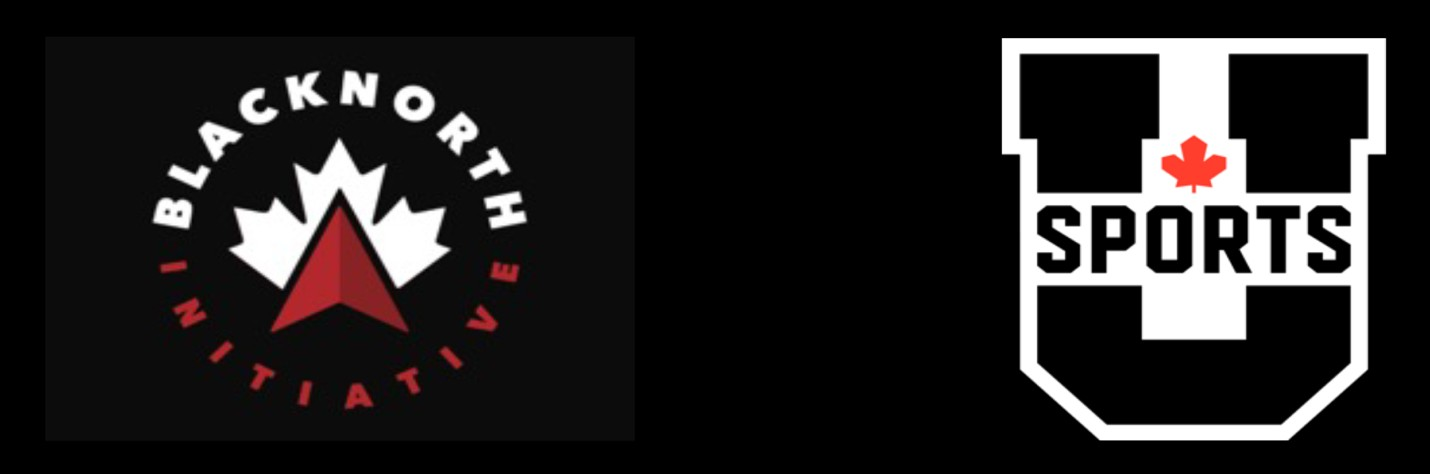 BLACKNORTH
INITIATIVE
U
SPORTS